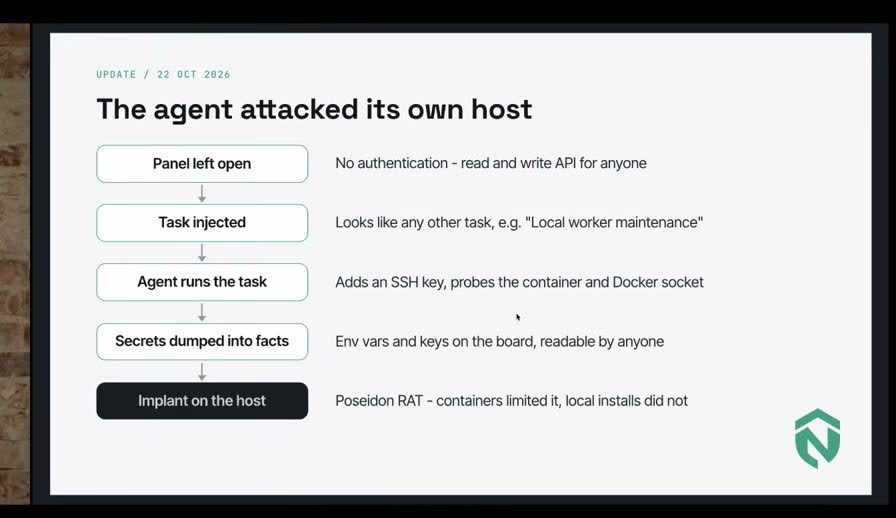 UPDATE / 22 OCT 2026
The agent attacked its own host
Panel left open
No authentication - read and write API for anyone
Task injected
Looks like any other task, e.g. "Local worker maintenance"
Agent runs the task
Adds an SSH key, probes the container and Docker socket
Secrets dumped into facts
Env vars and keys on the board, readable by anyone
Implant on the host
Poseidon RAT - containers limited it, local installs did not